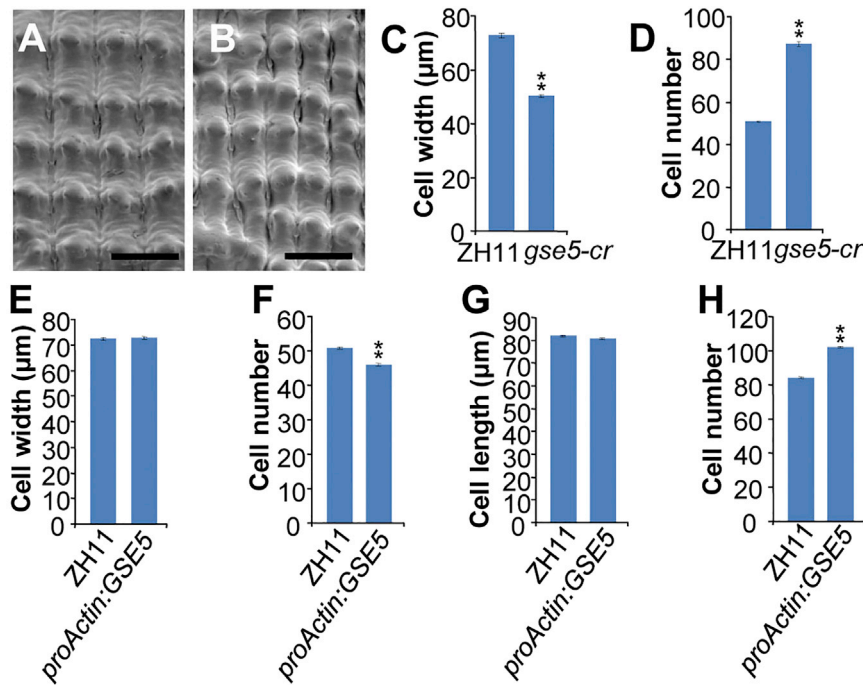 A
B
C
Cell width (µm)
80
60
40
20
0
**
ZH11 gse5-cr
D
Cell number
100
80
60
40
20
0
**
ZH11 gse5-cr
E
Cell width (µm)
80
70
60
50
40
30
20
10
0
ZH11
proActin:GSE5
F
Cell number
60
50
40
30
20
10
0
**
ZH11
proActin:GSE5
G
Cell length (µm)
90
80
70
60
50
40
30
20
10
0
ZH11
proActin:GSE5
H
Cell number
120
100
80
60
40
20
0
**
ZH11
proActin:GSE5